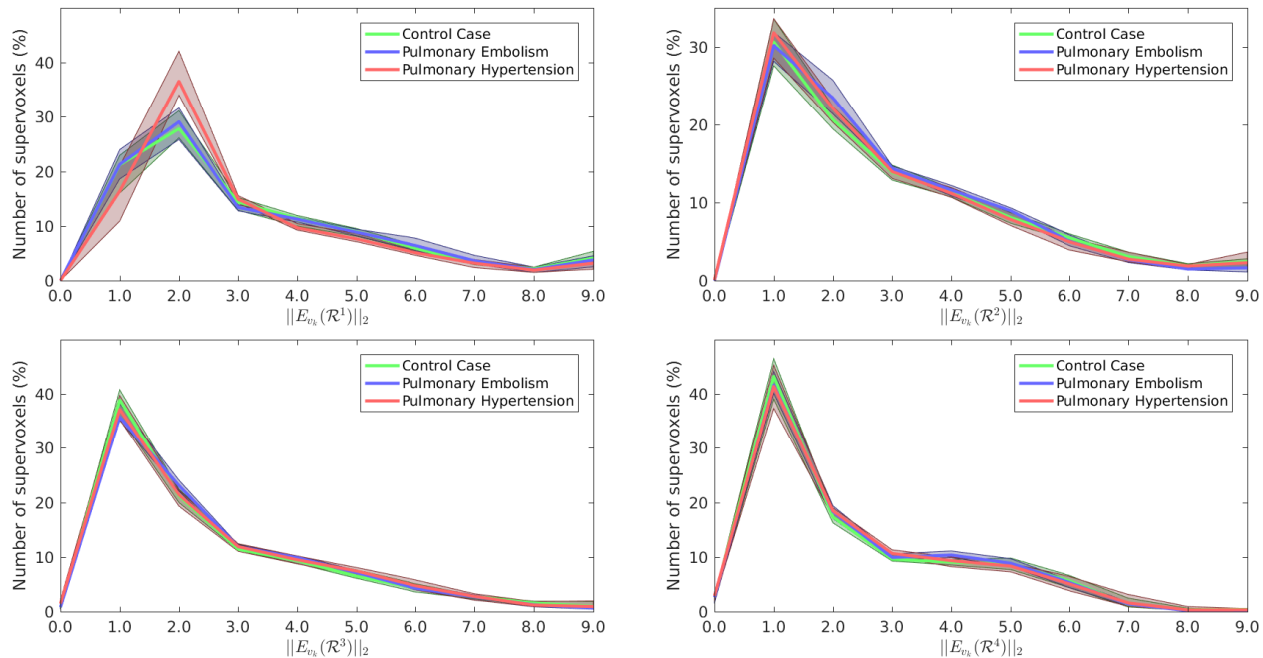 Number of supervoxels (%)
40
30
20
10
0
0.0 1.0 2.0 3.0 4.0 5.0 6.0 7.0 8.0 9.0
||E_{v_k}(\mathcal{R}^1)||_2
Control Case
Pulmonary Embolism
Pulmonary Hypertension
Number of supervoxels (%)
30
20
10
0
0.0 1.0 2.0 3.0 4.0 5.0 6.0 7.0 8.0 9.0
||E_{v_k}(\mathcal{R}^2)||_2
Control Case
Pulmonary Embolism
Pulmonary Hypertension
Number of supervoxels (%)
40
30
20
10
0
0.0 1.0 2.0 3.0 4.0 5.0 6.0 7.0 8.0 9.0
||E_{v_k}(\mathcal{R}^3)||_2
Control Case
Pulmonary Embolism
Pulmonary Hypertension
Number of supervoxels (%)
40
30
20
10
0
0.0 1.0 2.0 3.0 4.0 5.0 6.0 7.0 8.0 9.0
||E_{v_k}(\mathcal{R}^4)||_2
Control Case
Pulmonary Embolism
Pulmonary Hypertension